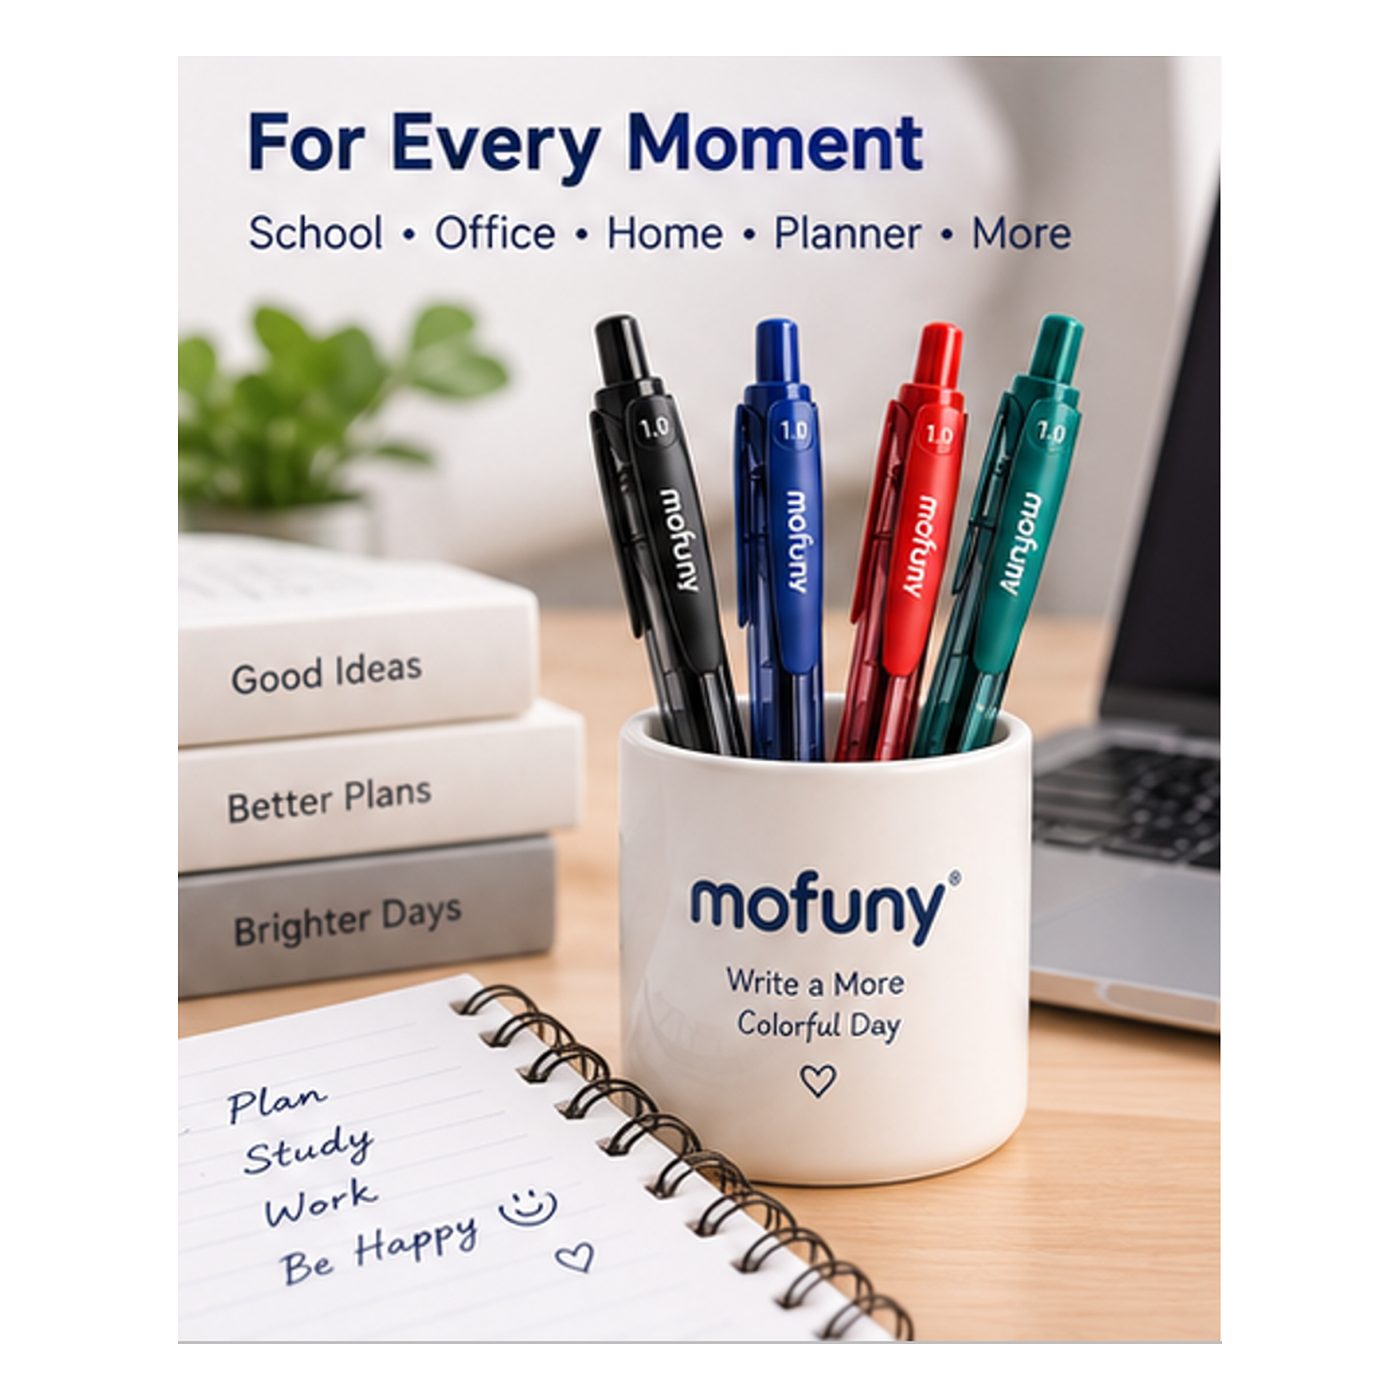 For Every Moment
School • Office • Home • Planner • More
1.0
mofuny
1.0
mofuny
1.0
mofuny
1.0
mofuny
Good Ideas
Better Plans
Brighter Days
mofuny®
Write a More
Colorful Day
Plan
Study
Work
Be Happy